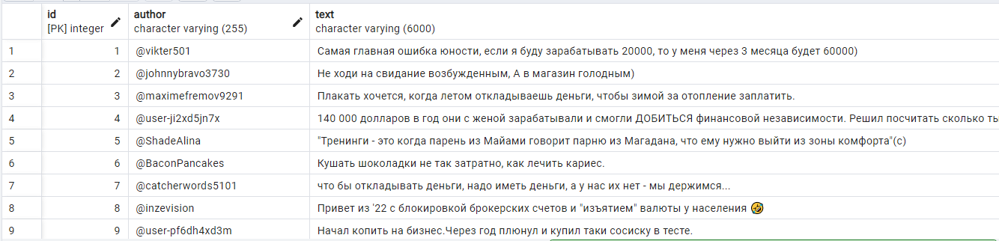 id author text
[PK] integer character varying (255) character varying (6000)
1 1 @vikter501 Самая главная ошибка юности, если я буду зарабатывать 20000, то у меня через 3 месяца будет 60000)
2 2 @johnnybravo3730 Не ходи на свидание возбужденным, А в магазин голодным)
3 3 @maximefremov9291 Плакать хочется, когда летом откладываешь деньги, чтобы зимой за отопление заплатить.
4 4 @user-ji2xd5jn7x 140 000 долларов в год они с женой зарабатывали и смогли ДОБИТЬСЯ финансовой независимости. Решил посчитать сколько ты
5 5 @ShadeAlina "Тренинги - это когда парень из Майами говорит парню из Магадана, что ему нужно выйти из зоны комфорта"(с)
6 6 @BaconPancakes Кушать шоколадки не так затратно, как лечить кариес.
7 7 @catcherwords5101 что бы откладывать деньги, надо иметь деньги, а у нас их нет - мы держимся...
8 8 @inzevision Привет из '22 с блокировкой брокерских счетов и "изъятием" валюты у населения 🤣
9 9 @user-pf6dh4xd3m Начал копить на бизнес.Через год плюнул и купил таки сосиску в тесте.